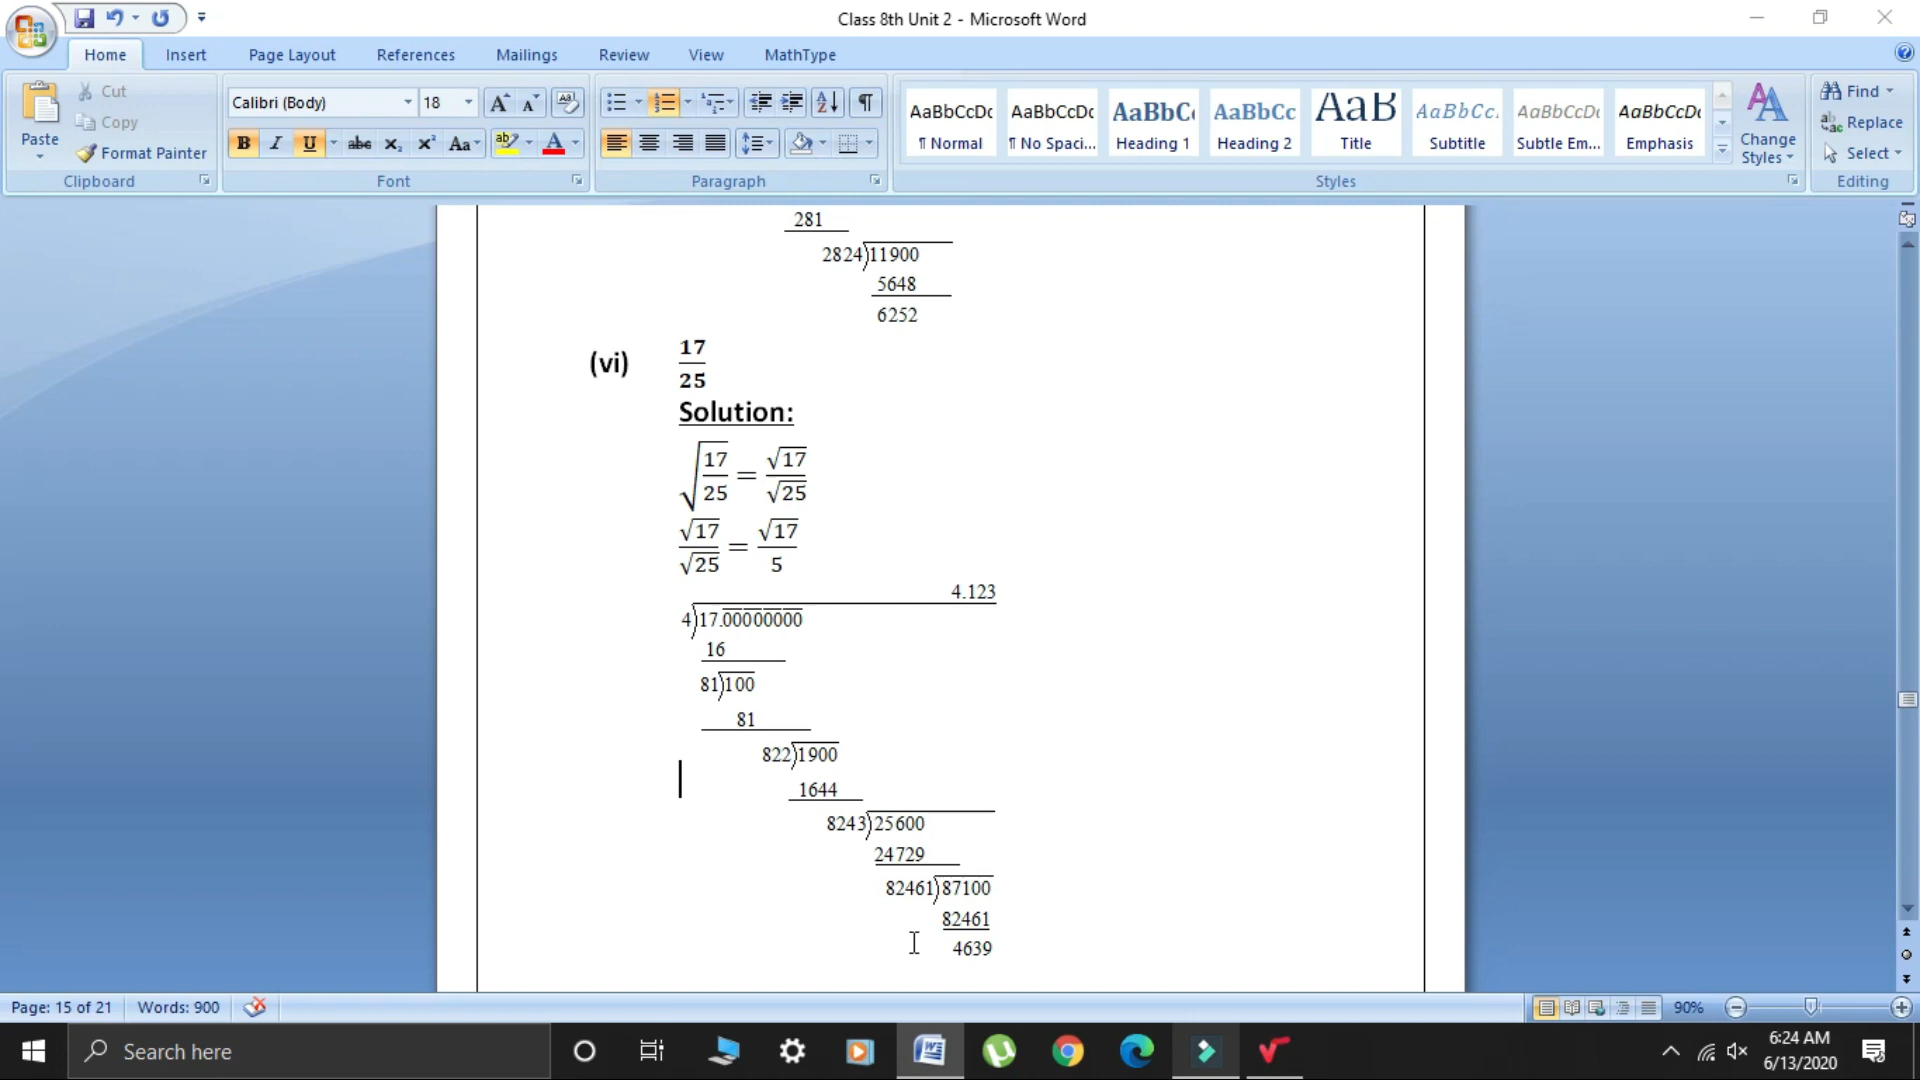 Class 8th Unit 2 - Microsoft Word
Home Insert Page Layout References Mailings Review View MathType
Paste
Cut
Copy
Format Painter
Clipboard
Calibri (Body) 18
B I U abc X₂ X² Aa ab A
Font
Paragraph
AaBbCcDc AaBbCcDc AaBbC AaBbCc AaB AaBbCc. AaBbCcDc AaBbCcDc
¶ Normal ¶ No Spaci... Heading 1 Heading 2 Title Subtitle Subtle Em... Emphasis
Change Styles
Styles
Find
Replace
Select
Editing
281
2824)11900
5648
6252
(vi) 17/25
Solution:
√(17/25) = √17/√25
√17/√25 = √17/5
4.123
4)17.00000000
16
81)100
81
822)1900
1644
8243)25600
24729
82461)87100
82461
4639
Page: 15 of 21 Words: 900 90%
Search here
6:24 AM
6/13/2020